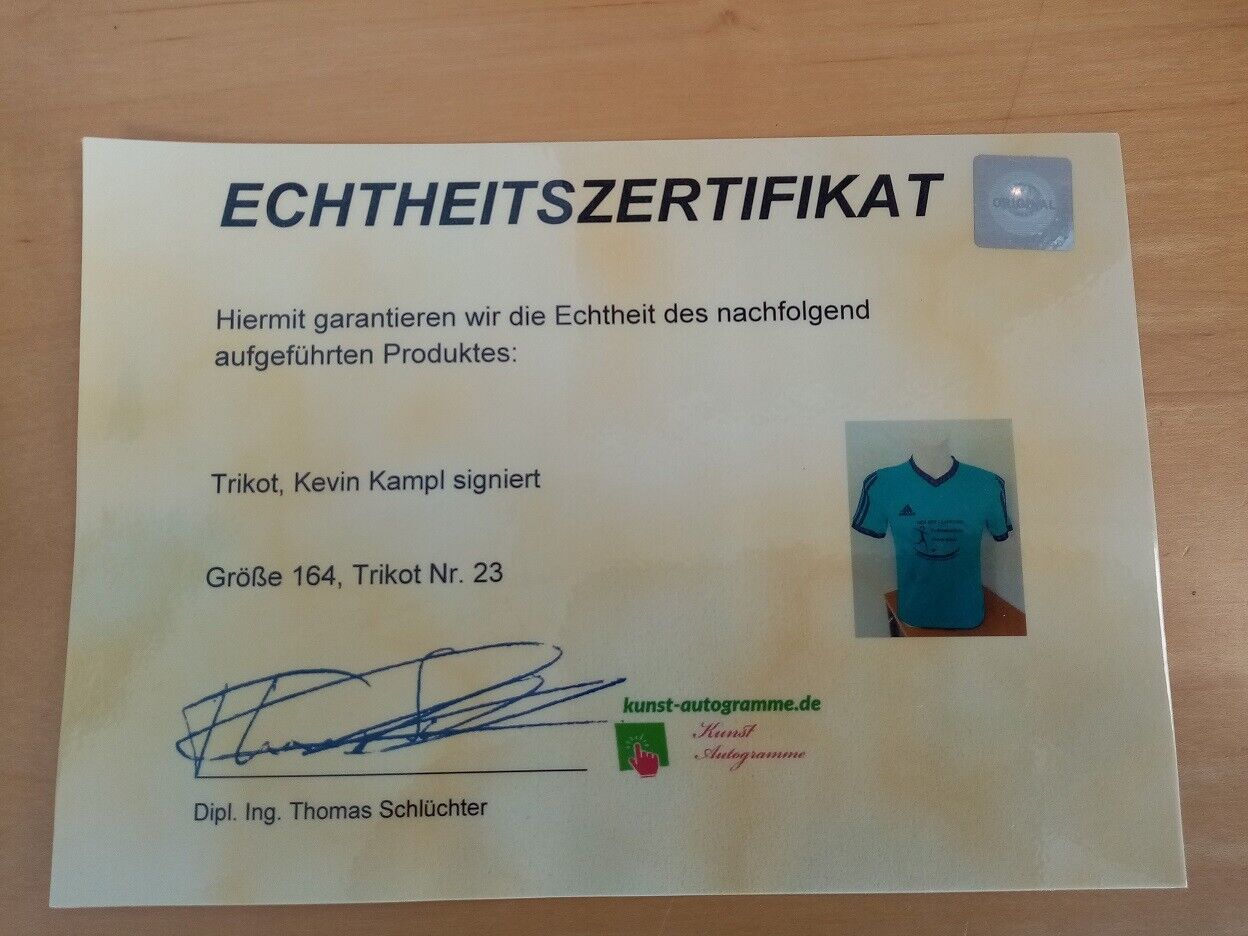 ECHTHEITSZERTIFIKAT
ORIGINAL
Hiermit garantieren wir die Echtheit des nachfolgend
aufgeführten Produktes:
Trikot, Kevin Kampl signiert
Größe 164, Trikot Nr. 23
kunst-autogramme.de
Kunst
Autogramme
Dipl. Ing. Thomas Schlüchter